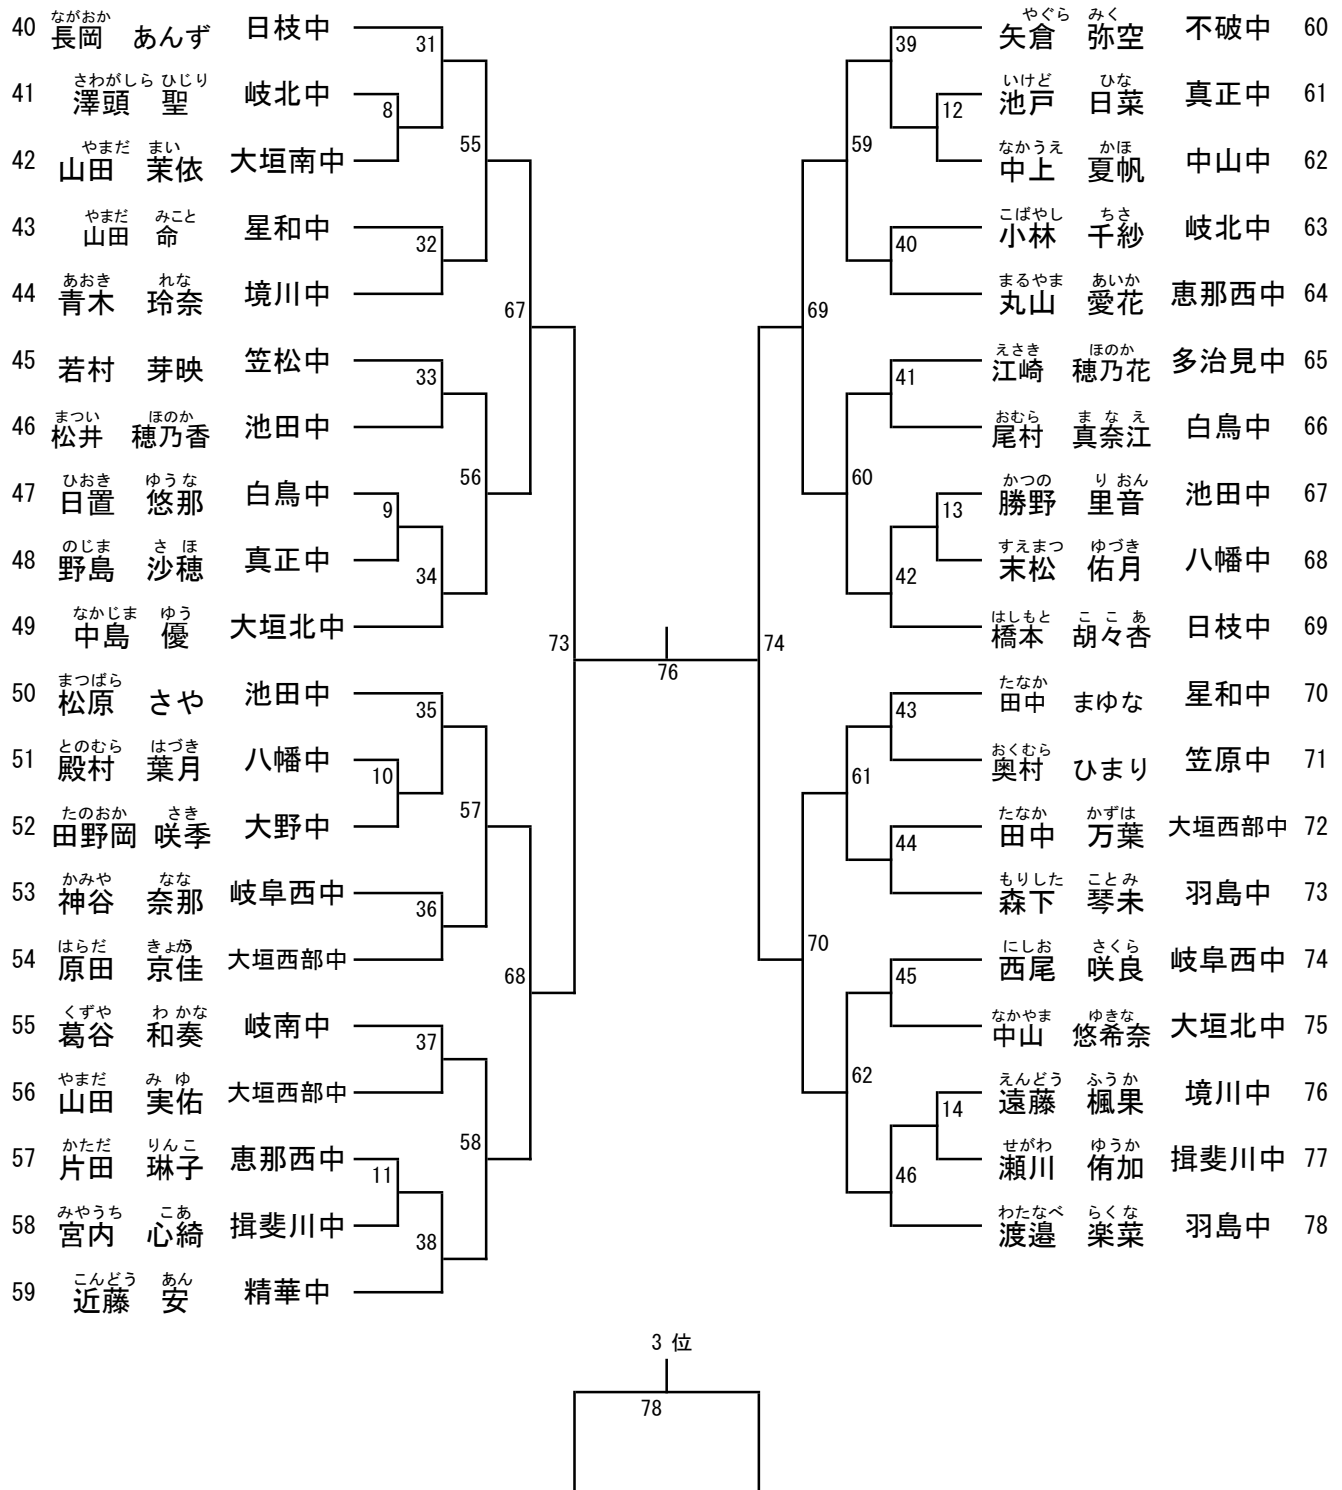 ながおか
40 長岡 あんず 日枝中
さわがしら ひじり
41 澤頭 聖 岐北中
やまだ まい
42 山田 茉依 大垣南中
やまだ みこと
43 山田 命 星和中
あおき れな
44 青木 玲奈 境川中
45 若村 芽映 笠松中
まつい ほのか
46 松井 穂乃香 池田中
ひおき ゆうな
47 日置 悠那 白鳥中
のじま さ ほ
48 野島 沙穂 真正中
なかじま ゆう
49 中島 優 大垣北中
まつばら
50 松原 さや 池田中
とのむら はづき
51 殿村 葉月 八幡中
たのおか さき
52 田野岡 咲季 大野中
かみや なな
53 神谷 奈那 岐阜西中
はらだ
54 原田 京佳 大垣西部中
くずや わ かな
55 葛谷 和奏 岐南中
やまだ み ゆ
56 山田 実佑 大垣西部中
かただ りんこ
57 片田 琳子 恵那西中
みやうち こあ
58 宮内 心綺 揖斐川中
こんどう あん
59 近藤 安 精華中
31
8
55
32
67
33
56
9
34
73
35
10
57
36
68
37
58
11
38
76
74
39
12
59
40
69
41
60
13
42
43
61
44
70
45
62
14
46
やぐら みく
矢倉 弥空 不破中 60
いけど ひな
池戸 日菜 真正中 61
なかうえ かほ
中上 夏帆 中山中 62
こばやし ちさ
小林 千紗 岐北中 63
まるやま あいか
丸山 愛花 恵那西中 64
えさき ほのか
江崎 穂乃花 多治見中 65
おむら ま な え
尾村 真奈江 白鳥中 66
かつの り おん
勝野 里音 池田中 67
すえまつ ゆづき
末松 佑月 八幡中 68
はしもと こ こ あ
橋本 胡々杏 日枝中 69
たなか
田中 まゆな 星和中 70
おくむら
奥村 ひまり 笠原中 71
たなか かずは
田中 万葉 大垣西部中 72
もりした ことみ
森下 琴未 羽島中 73
にしお さくら
西尾 咲良 岐阜西中 74
なかやま ゆきな
中山 悠希奈 大垣北中 75
えんどう ふうか
遠藤 楓果 境川中 76
せがわ ゆうか
瀬川 侑加 揖斐川中 77
わたなべ らくな
渡邉 楽菜 羽島中 78
3 位
78